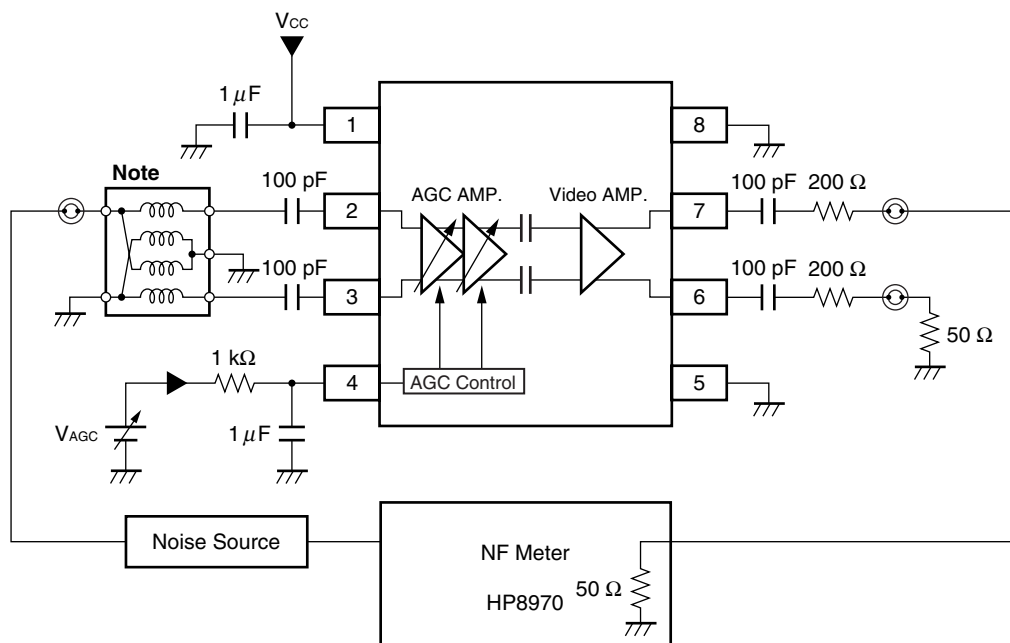 VCC
1 μF
1
8
Note
100 pF
AGC AMP.
Video AMP.
100 pF
200 Ω
2
7
100 pF
100 pF
200 Ω
3
6
50 Ω
1 kΩ
4
AGC Control
5
VAGC
1 μF
Noise Source
NF Meter
HP8970
50 Ω